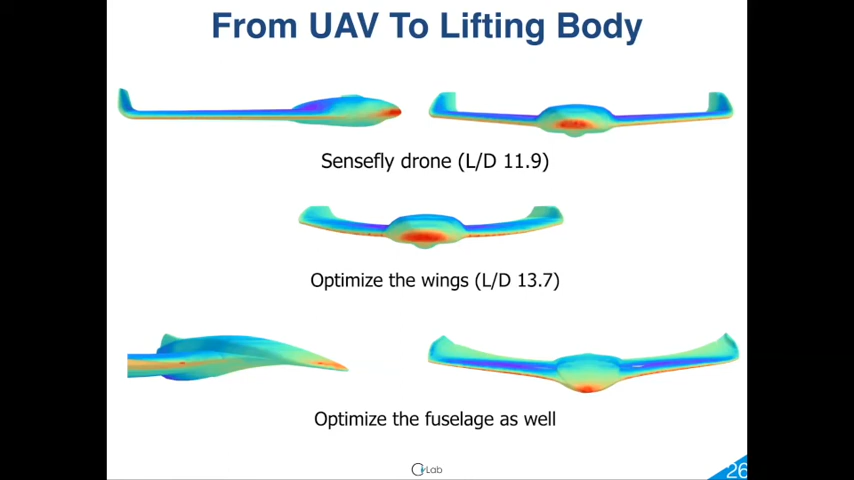 From UAV To Lifting Body
Sensefly drone (L/D 11.9)
Optimize the wings (L/D 13.7)
Optimize the fuselage as well
CvLab
26